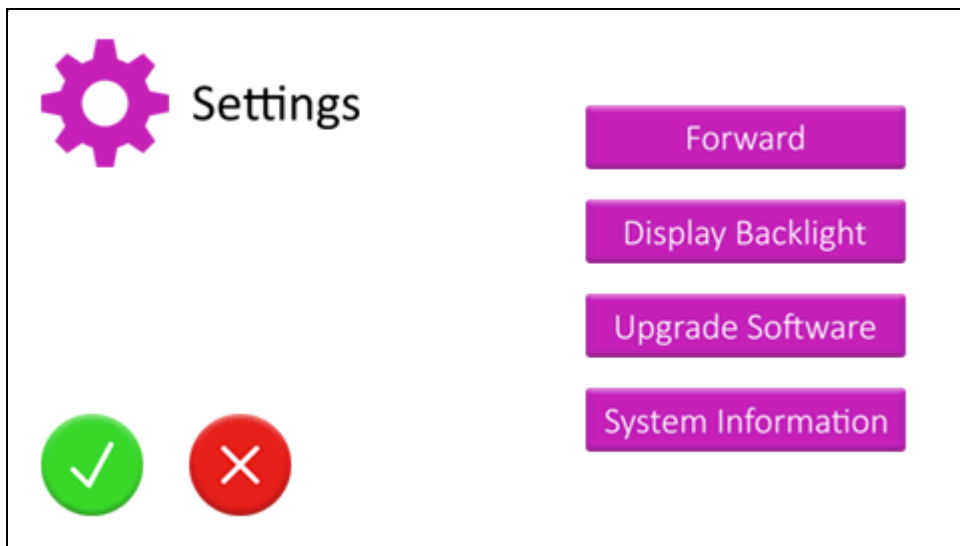 Settings
Forward
Display Backlight
Upgrade Software
System Information